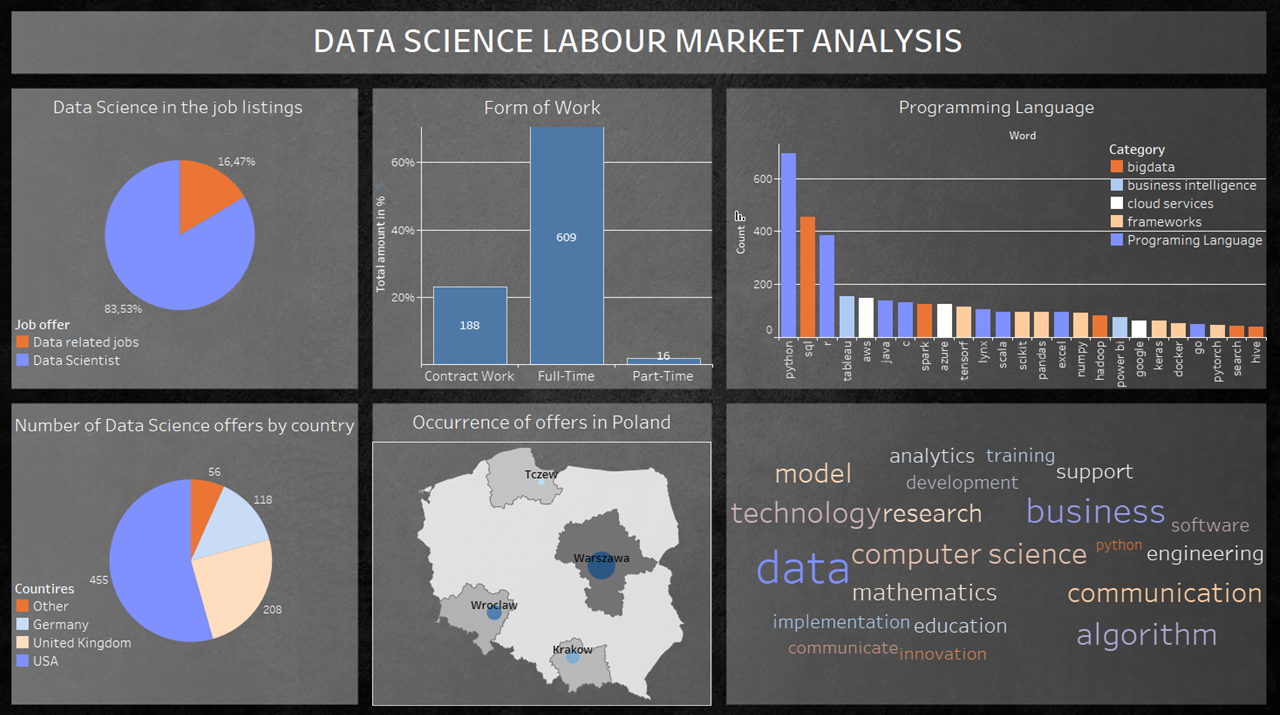 DATA SCIENCE LABOUR MARKET ANALYSIS
Data Science in the job listings
16,47%
83,53%
Job offer
Data related jobs
Data Scientist
Form of Work
Total amount in %
60%
40%
20%
188
609
16
Contract Work
Full-Time
Part-Time
Programming Language
Word
Category
bigdata
business intelligence
cloud services
frameworks
Programing Language
Count
600
400
200
0
python
sql
r
tableau
aws
java
c
spark
azure
tensorf
lynx
scala
scikit
pandas
excel
numpy
hadoop
power bi
google
keras
docker
go
pytorch
search
hive
Number of Data Science offers by country
56
118
455
208
Countires
Other
Germany
United Kingdom
USA
Occurrence of offers in Poland
Tczew
Warszawa
Wroclaw
Krakow
analytics training
model support
development
technology research business software
data computer science python engineering
mathematics communication
implementation education algorithm
communicate innovation